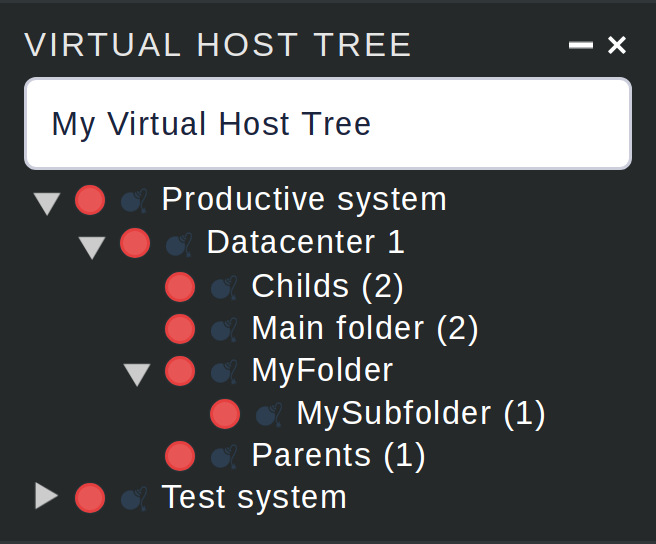 VIRTUAL HOST TREE
My Virtual Host Tree
Productive system
Datacenter 1
Childs (2)
Main folder (2)
MyFolder
MySubfolder (1)
Parents (1)
Test system